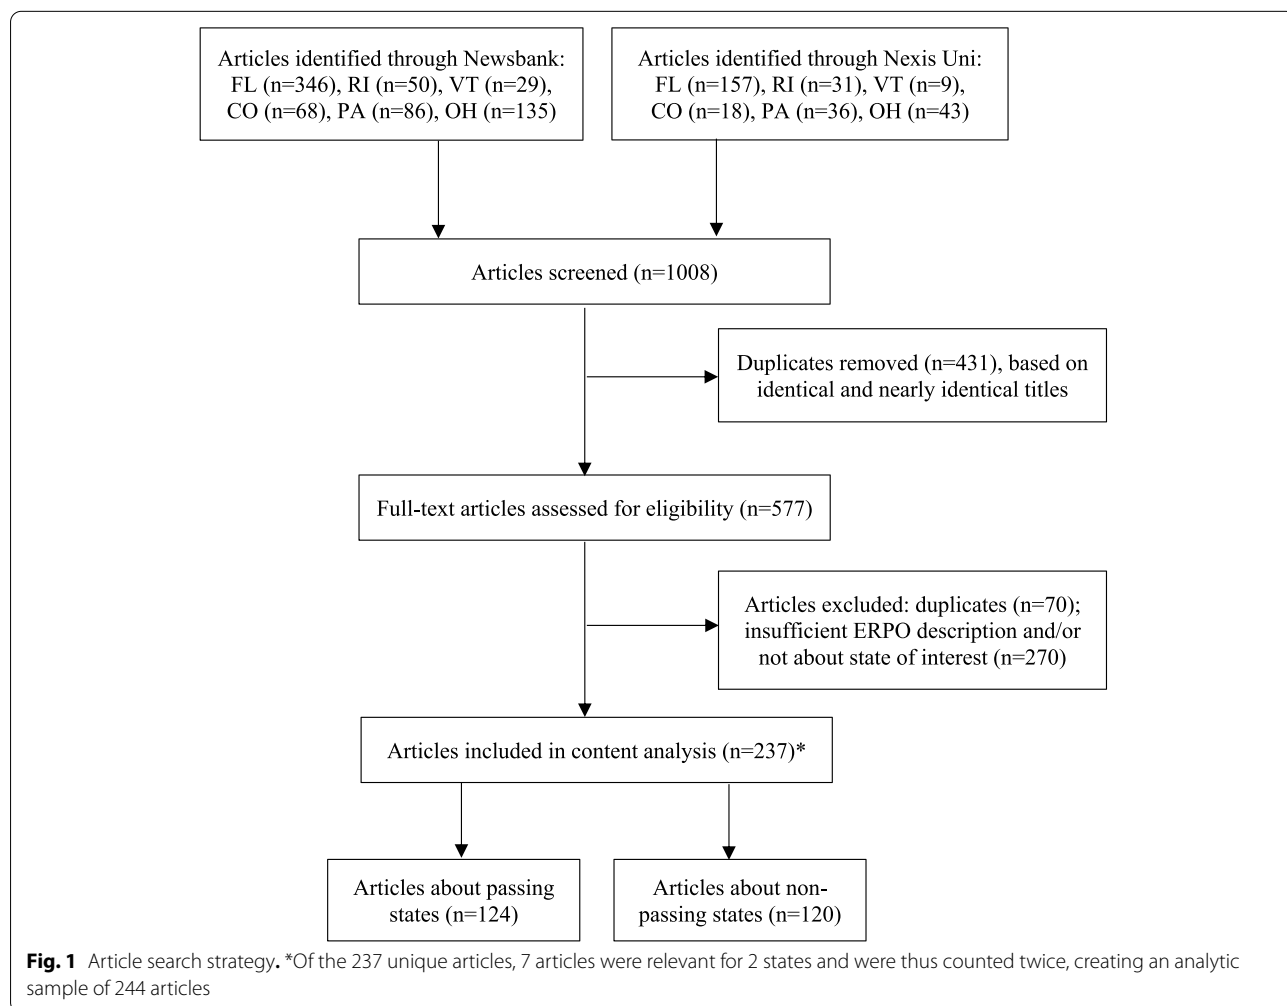 Articles identified through Newsbank:
FL (n=346), RI (n=50), VT (n=29),
CO (n=68), PA (n=86), OH (n=135)
Articles identified through Nexis Uni:
FL (n=157), RI (n=31), VT (n=9),
CO (n=18), PA (n=36), OH (n=43)
Articles screened (n=1008)
Duplicates removed (n=431), based on
identical and nearly identical titles
Full-text articles assessed for eligibility (n=577)
Articles excluded: duplicates (n=70);
insufficient ERPO description and/or
not about state of interest (n=270)
Articles included in content analysis (n=237)*
Articles about passing
states (n=124)
Articles about non-
passing states (n=120)
Fig. 1 Article search strategy. *Of the 237 unique articles, 7 articles were relevant for 2 states and were thus counted twice, creating an analytic
sample of 244 articles